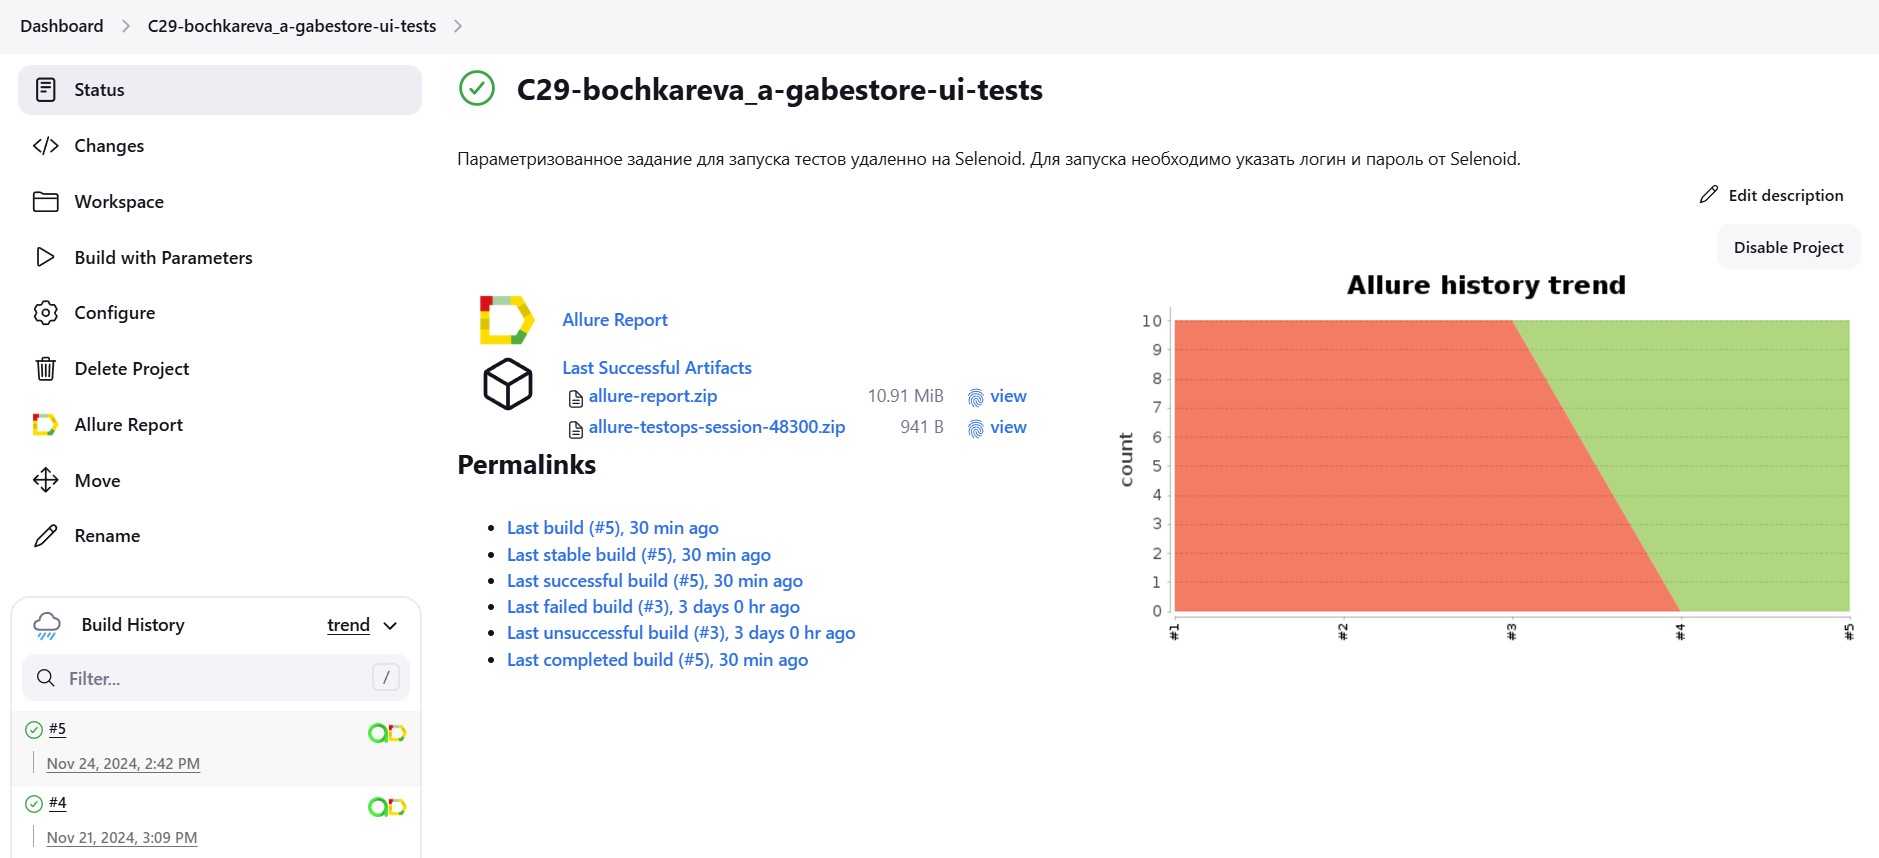 Dashboard
C29-bochkareva_a-gabestore-ui-tests
Status
Changes
Workspace
Build with Parameters
Configure
Delete Project
Allure Report
Move
Rename
Build History
trend
Filter...
/
#5
Nov 24, 2024, 2:42 PM
#4
Nov 21, 2024, 3:09 PM
C29-bochkareva_a-gabestore-ui-tests
Параметризованное задание для запуска тестов удаленно на Selenoid. Для запуска необходимо указать логин и пароль от Selenoid.
Edit description
Disable Project
Allure Report
Last Successful Artifacts
allure-report.zip 10.91 MiB view
allure-testops-session-48300.zip 941 B view
Permalinks
Last build (#5), 30 min ago
Last stable build (#5), 30 min ago
Last successful build (#5), 30 min ago
Last failed build (#3), 3 days 0 hr ago
Last unsuccessful build (#3), 3 days 0 hr ago
Last completed build (#5), 30 min ago
Allure history trend
count
10
9
8
7
6
5
4
3
2
1
0
#1
#2
#3
#4
#5